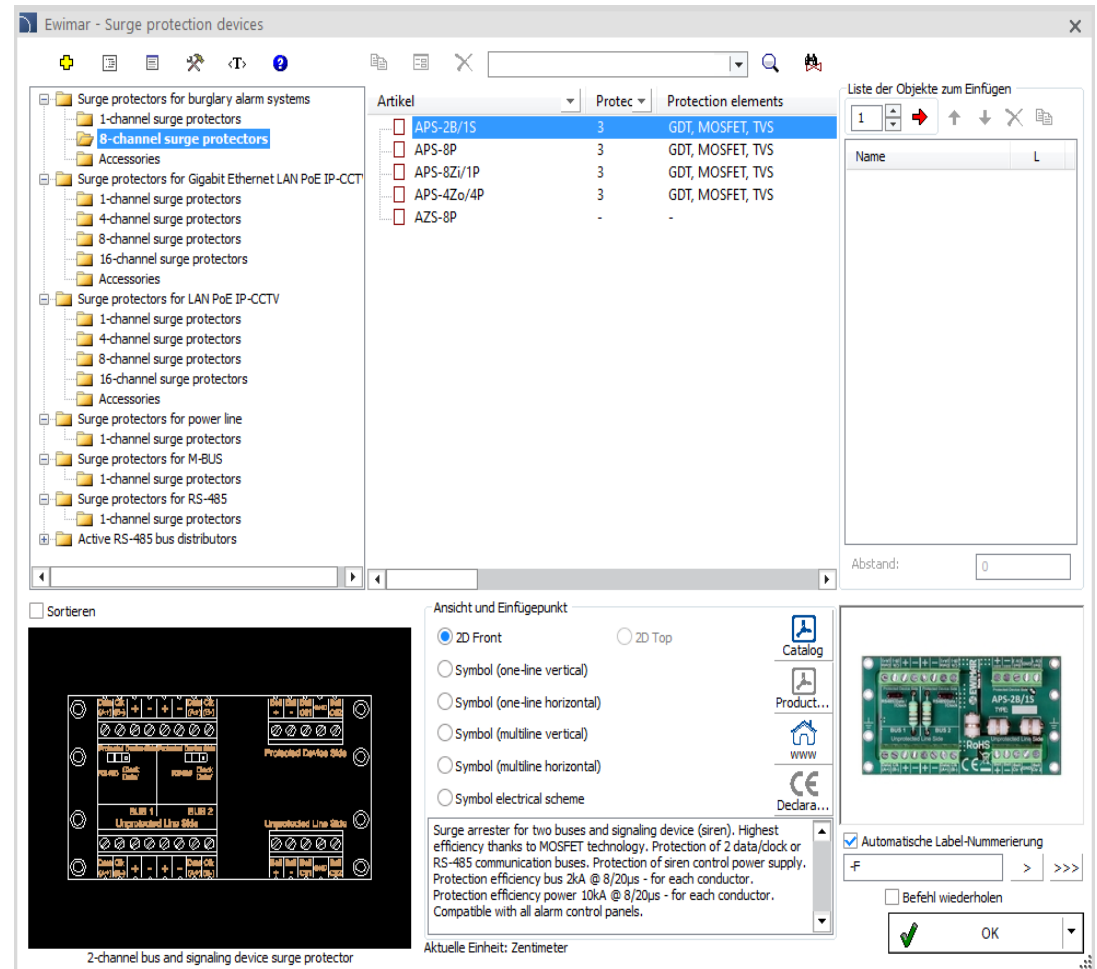 Ewimar - Surge protection devices
<T>
Surge protectors for burglary alarm systems
1-channel surge protectors
8-channel surge protectors
Accessories
Surge protectors for Gigabit Ethernet LAN PoE IP-CCT
1-channel surge protectors
4-channel surge protectors
8-channel surge protectors
16-channel surge protectors
Accessories
Surge protectors for LAN PoE IP-CCTV
1-channel surge protectors
4-channel surge protectors
8-channel surge protectors
16-channel surge protectors
Accessories
Surge protectors for power line
1-channel surge protectors
Surge protectors for M-BUS
1-channel surge protectors
Surge protectors for RS-485
1-channel surge protectors
Active RS-485 bus distributors
Artikel Protec Protection elements
APS-2B/1S 3 GDT, MOSFET, TVS
APS-8P 3 GDT, MOSFET, TVS
APS-8Zi/1P 3 GDT, MOSFET, TVS
APS-4Zo/4P 3 GDT, MOSFET, TVS
AZS-8P - -
Liste der Objekte zum Einfügen
1
Name L
Abstand: 0
Sortieren
Protected Device Side
BUS 1 BUS 2
Unprotected Line Side
Unprotected Line Side
2-channel bus and signaling device surge protector
Ansicht und Einfügepunkt
2D Front 2D Top
Symbol (one-line vertical)
Symbol (one-line horizontal)
Symbol (multiline vertical)
Symbol (multiline horizontal)
Symbol electrical scheme
Catalog
Product...
www
CE
Declara...
Surge arrester for two buses and signaling device (siren). Highest
efficiency thanks to MOSFET technology. Protection of 2 data/clock or
RS-485 communication buses. Protection of siren control power supply.
Protection efficiency bus 2kA @ 8/20µs - for each conductor.
Protection efficiency power 10kA @ 8/20µs - for each conductor.
Compatible with all alarm control panels.
Aktuelle Einheit: Zentimeter
EWIMAR
APS-2B/1S
TYPE:
BUS 1 BUS 2
Unprotected Line Side
RoHS
CE
Automatische Label-Nummerierung
-F > >>>
Befehl wiederholen
OK